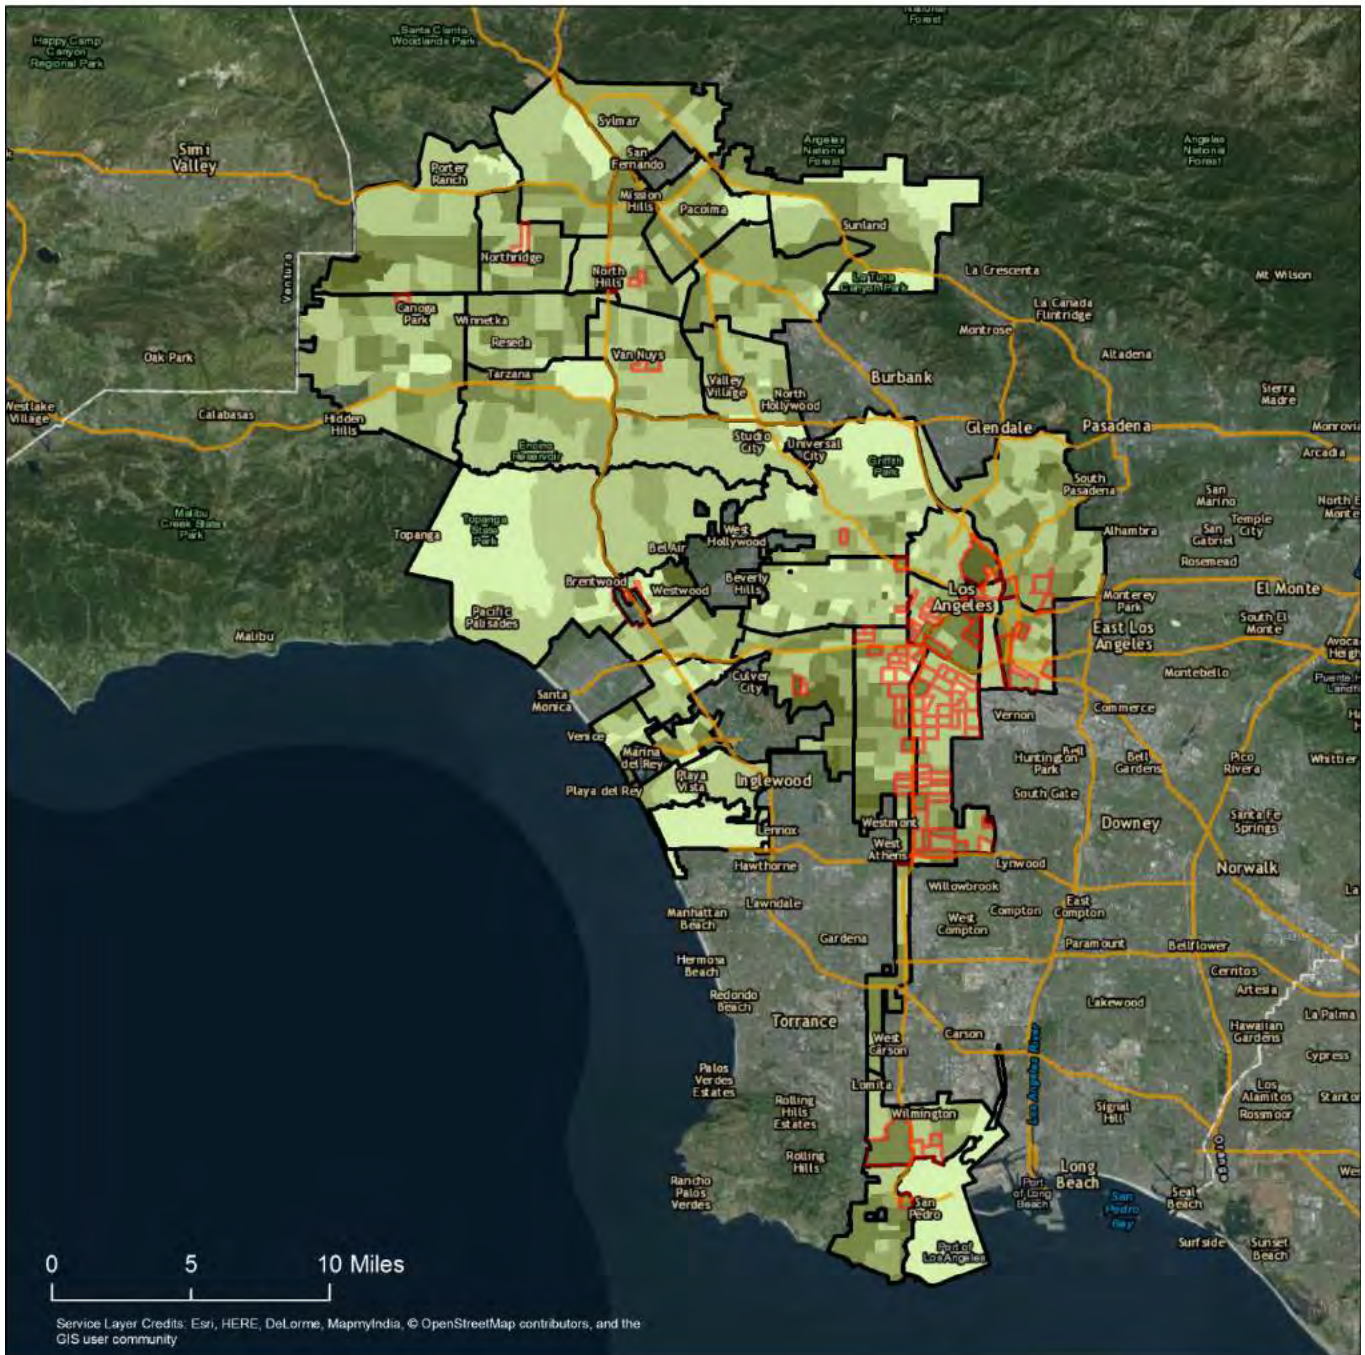 National
Forest
Santa Clarita
Woodlands Park
Happy Camp
Canyon
Regional Park
Simi
Valley
Sylmar
San
Fernando
Angeles
National
Forest
Angeles
National
Forest
Porter
Ranch
Mission
Hills
Pacoima
Sunland
Ventura
Northridge
North
Hills
La Tuna
Canyon Park
La Crescenta
Mt Wilson
La Canada
Flintridge
Canoga
Park
Winnetka
Reseda
Montrose
Altadena
Oak Park
Van Nuys
Tarzana
Valley
Village
North
Hollywood
Burbank
Sierra
Madre
Westlake
Village
Calabasas
Hidden
Hills
Encino
Reservoir
Studio
City
Universal
City
Glendale
Pasadena
Monrovia
Arcadia
Griffith
Park
South
Pasadena
San
Marino
Temple
City
San
Gabriel
North E
Monte
Malibu
Creek State
Park
Topanga
Topanga
State
Park
Bel Air
West
Hollywood
Alhambra
Rosemead
Brentwood
Westwood
Beverly
Hills
Los
Angeles
Monterey
Park
El Monte
Pacific
Palisades
Malibu
East Los
Angeles
South El
Monte
Avoca
Heigh
Montebello
Puente H
Landf
Santa
Monica
Culver
City
Vernon
Commerce
Venice
Marina
del Rey
Playa
Vista
Playa del Rey
Inglewood
Huntington
Park
Bell
Bell
Gardens
Pico
Rivera
Whittier
South Gate
Lennox
Westmont
Downey
Santa Fe
Springs
Hawthorne
West
Athens
Lynwood
Norwalk
La
Willowbrook
Lawndale
Manhattan
Beach
West
Compton
Compton
East
Compton
Gardena
Paramount
Bellflower
Hermosa
Beach
Cerritos
Artesia
Redondo
Beach
Torrance
Lakewood
La Palma
West
Carson
Carson
Los Angeles River
Hawaiian
Gardens
Cypress
Palos
Verdes
Estates
Lomita
Rolling
Hills
Estates
Wilmington
Signal
Hill
Los
Alamitos
Rossmoor
Stanton
Orange
Rolling
Hills
Rancho
Palos
Verdes
San
Pedro
Port
of Long
Beach
Long
Beach
San
Pedro
Bay
Seal
Beach
We
Port of
Los Angeles
Surfside
Sunset
Beach
0 5 10 Miles
Service Layer Credits: Esri, HERE, DeLorme, MapmyIndia, © OpenStreetMap contributors, and the
GIS user community